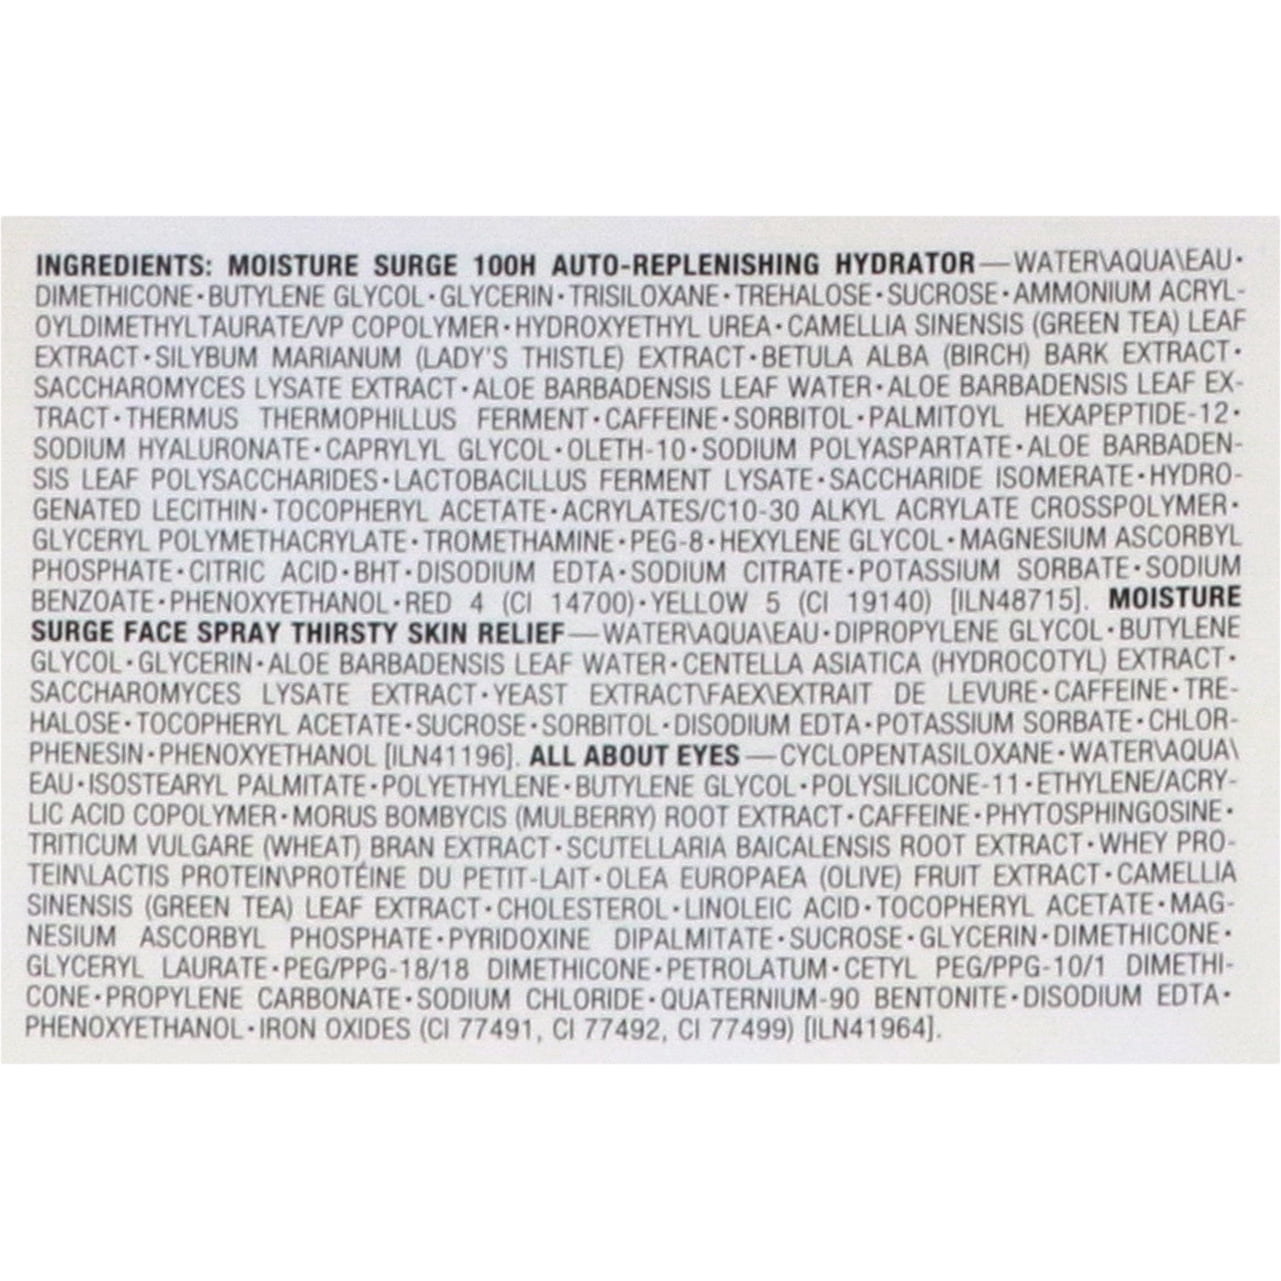 INGREDIENTS: MOISTURE SURGE 100H AUTO-REPLENISHING HYDRATOR—WATER\AQUA\EAU•
DIMETHICONE•BUTYLENE GLYCOL•GLYCERIN•TRISILOXANE•TREHALOSE•SUCROSE•AMMONIUM ACRYL-
OYLDIMETHYLTAURATE/VP COPOLYMER•HYDROXYETHYL UREA•CAMELLIA SINENSIS (GREEN TEA) LEAF
EXTRACT•SILYBUM MARIANUM (LADY'S THISTLE) EXTRACT•BETULA ALBA (BIRCH) BARK EXTRACT•
SACCHAROMYCES LYSATE EXTRACT•ALOE BARBADENSIS LEAF WATER•ALOE BARBADENSIS LEAF EX-
TRACT•THERMUS THERMOPHILLUS FERMENT•CAFFEINE•SORBITOL•PALMITOYL HEXAPEPTIDE-12•
SODIUM HYALURONATE•CAPRYLYL GLYCOL•OLETH-10•SODIUM POLYASPARTATE•ALOE BARBADEN-
SIS LEAF POLYSACCHARIDES•LACTOBACILLUS FERMENT LYSATE•SACCHARIDE ISOMERATE•HYDRO-
GENATED LECITHIN•TOCOPHERYL ACETATE•ACRYLATES/C10-30 ALKYL ACRYLATE CROSSPOLYMER•
GLYCERYL POLYMETHACRYLATE•TROMETHAMINE•PEG-8•HEXYLENE GLYCOL•MAGNESIUM ASCORBYL
PHOSPHATE•CITRIC ACID•BHT•DISODIUM EDTA•SODIUM CITRATE•POTASSIUM SORBATE•SODIUM
BENZOATE•PHENOXYETHANOL•RED 4 (CI 14700)•YELLOW 5 (CI 19140) [ILN48715]. MOISTURE
SURGE FACE SPRAY THIRSTY SKIN RELIEF—WATER\AQUA\EAU•DIPROPYLENE GLYCOL•BUTYLENE
GLYCOL•GLYCERIN•ALOE BARBADENSIS LEAF WATER•CENTELLA ASIATICA (HYDROCOTYL) EXTRACT•
SACCHAROMYCES LYSATE EXTRACT•YEAST EXTRACT\FAEX\EXTRAIT DE LEVURE•CAFFEINE•TRE-
HALOSE•TOCOPHERYL ACETATE•SUCROSE•SORBITOL•DISODIUM EDTA•POTASSIUM SORBATE•CHLOR-
PHENESIN•PHENOXYETHANOL [ILN41196]. ALL ABOUT EYES—CYCLOPENTASILOXANE•WATER\AQUA\
EAU•ISOSTEARYL PALMITATE•POLYETHYLENE•BUTYLENE GLYCOL•POLYSILICONE-11•ETHYLENE/ACRY-
LIC ACID COPOLYMER•MORUS BOMBYCIS (MULBERRY) ROOT EXTRACT•CAFFEINE•PHYTOSPHINGOSINE•
TRITICUM VULGARE (WHEAT) BRAN EXTRACT•SCUTELLARIA BAICALENSIS ROOT EXTRACT•WHEY PRO-
TEIN\LACTIS PROTEIN\PROTÉINE DU PETIT-LAIT•OLEA EUROPAEA (OLIVE) FRUIT EXTRACT•CAMELLIA
SINENSIS (GREEN TEA) LEAF EXTRACT•CHOLESTEROL•LINOLEIC ACID•TOCOPHERYL ACETATE•MAG-
NESIUM ASCORBYL PHOSPHATE•PYRIDOXINE DIPALMITATE•SUCROSE•GLYCERIN•DIMETHICONE•
GLYCERYL LAURATE•PEG/PPG-18/18 DIMETHICONE•PETROLATUM•CETYL PEG/PPG-10/1 DIMETHI-
CONE•PROPYLENE CARBONATE•SODIUM CHLORIDE•QUATERNIUM-90 BENTONITE•DISODIUM EDTA•
PHENOXYETHANOL•IRON OXIDES (CI 77491, CI 77492, CI 77499) [ILN41964].